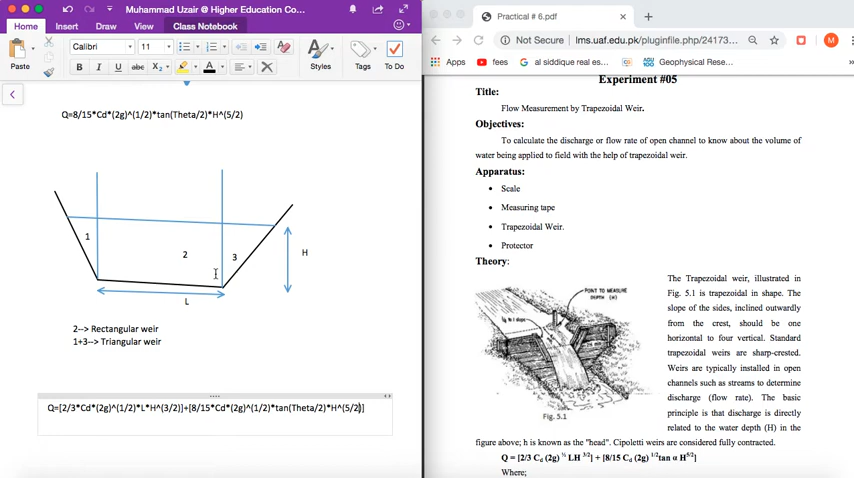 Muhammad Uzair @ Higher Education Co...
Home
Insert
Draw
View
Class Notebook
Paste
Calibri
11
B
I
U
abc
X2
A
Styles
Tags
To Do
Q=8/15*Cd*(2g)^(1/2)*tan(Theta/2)*H^(5/2)
1
2
3
H
L
2--> Rectangular weir
1+3--> Triangular weir
Q=[2/3*Cd*(2g)^(1/2)*L*H^(3/2)]+[8/15*Cd*(2g)^(1/2)*tan(Theta/2)*H^(5/2)]
Practical # 6.pdf
Not Secure
lms.uaf.edu.pk/pluginfile.php/24173...
M
Apps
fees
al siddique real es...
Geophysical Rese...
Experiment #05
Title:
Flow Measurement by Trapezoidal Weir.
Objectives:
To calculate the discharge or flow rate of open channel to know about the volume of
water being applied to field with the help of trapezoidal weir.
Apparatus:
• Scale
• Measuring tape
• Trapezoidal Weir.
• Protector
Theory:
POINT TO MEASURE
DEPTH (H)
Fig. 5.1
The Trapezoidal weir, illustrated in
Fig. 5.1 is trapezoidal in shape. The
slope of the sides, inclined outwardly
from the crest, should be one
horizontal to four vertical. Standard
trapezoidal weirs are sharp-crested.
Weirs are typically installed in open
channels such as streams to determine
discharge (flow rate). The basic
principle is that discharge is directly
related to the water depth (H) in the
figure above; h is known as the "head". Cipoletti weirs are considered fully contracted.
Q = [2/3 Cd (2g) ½ LH 3/2] + [8/15 Cd (2g) 1/2tan α H5/2]
Where;